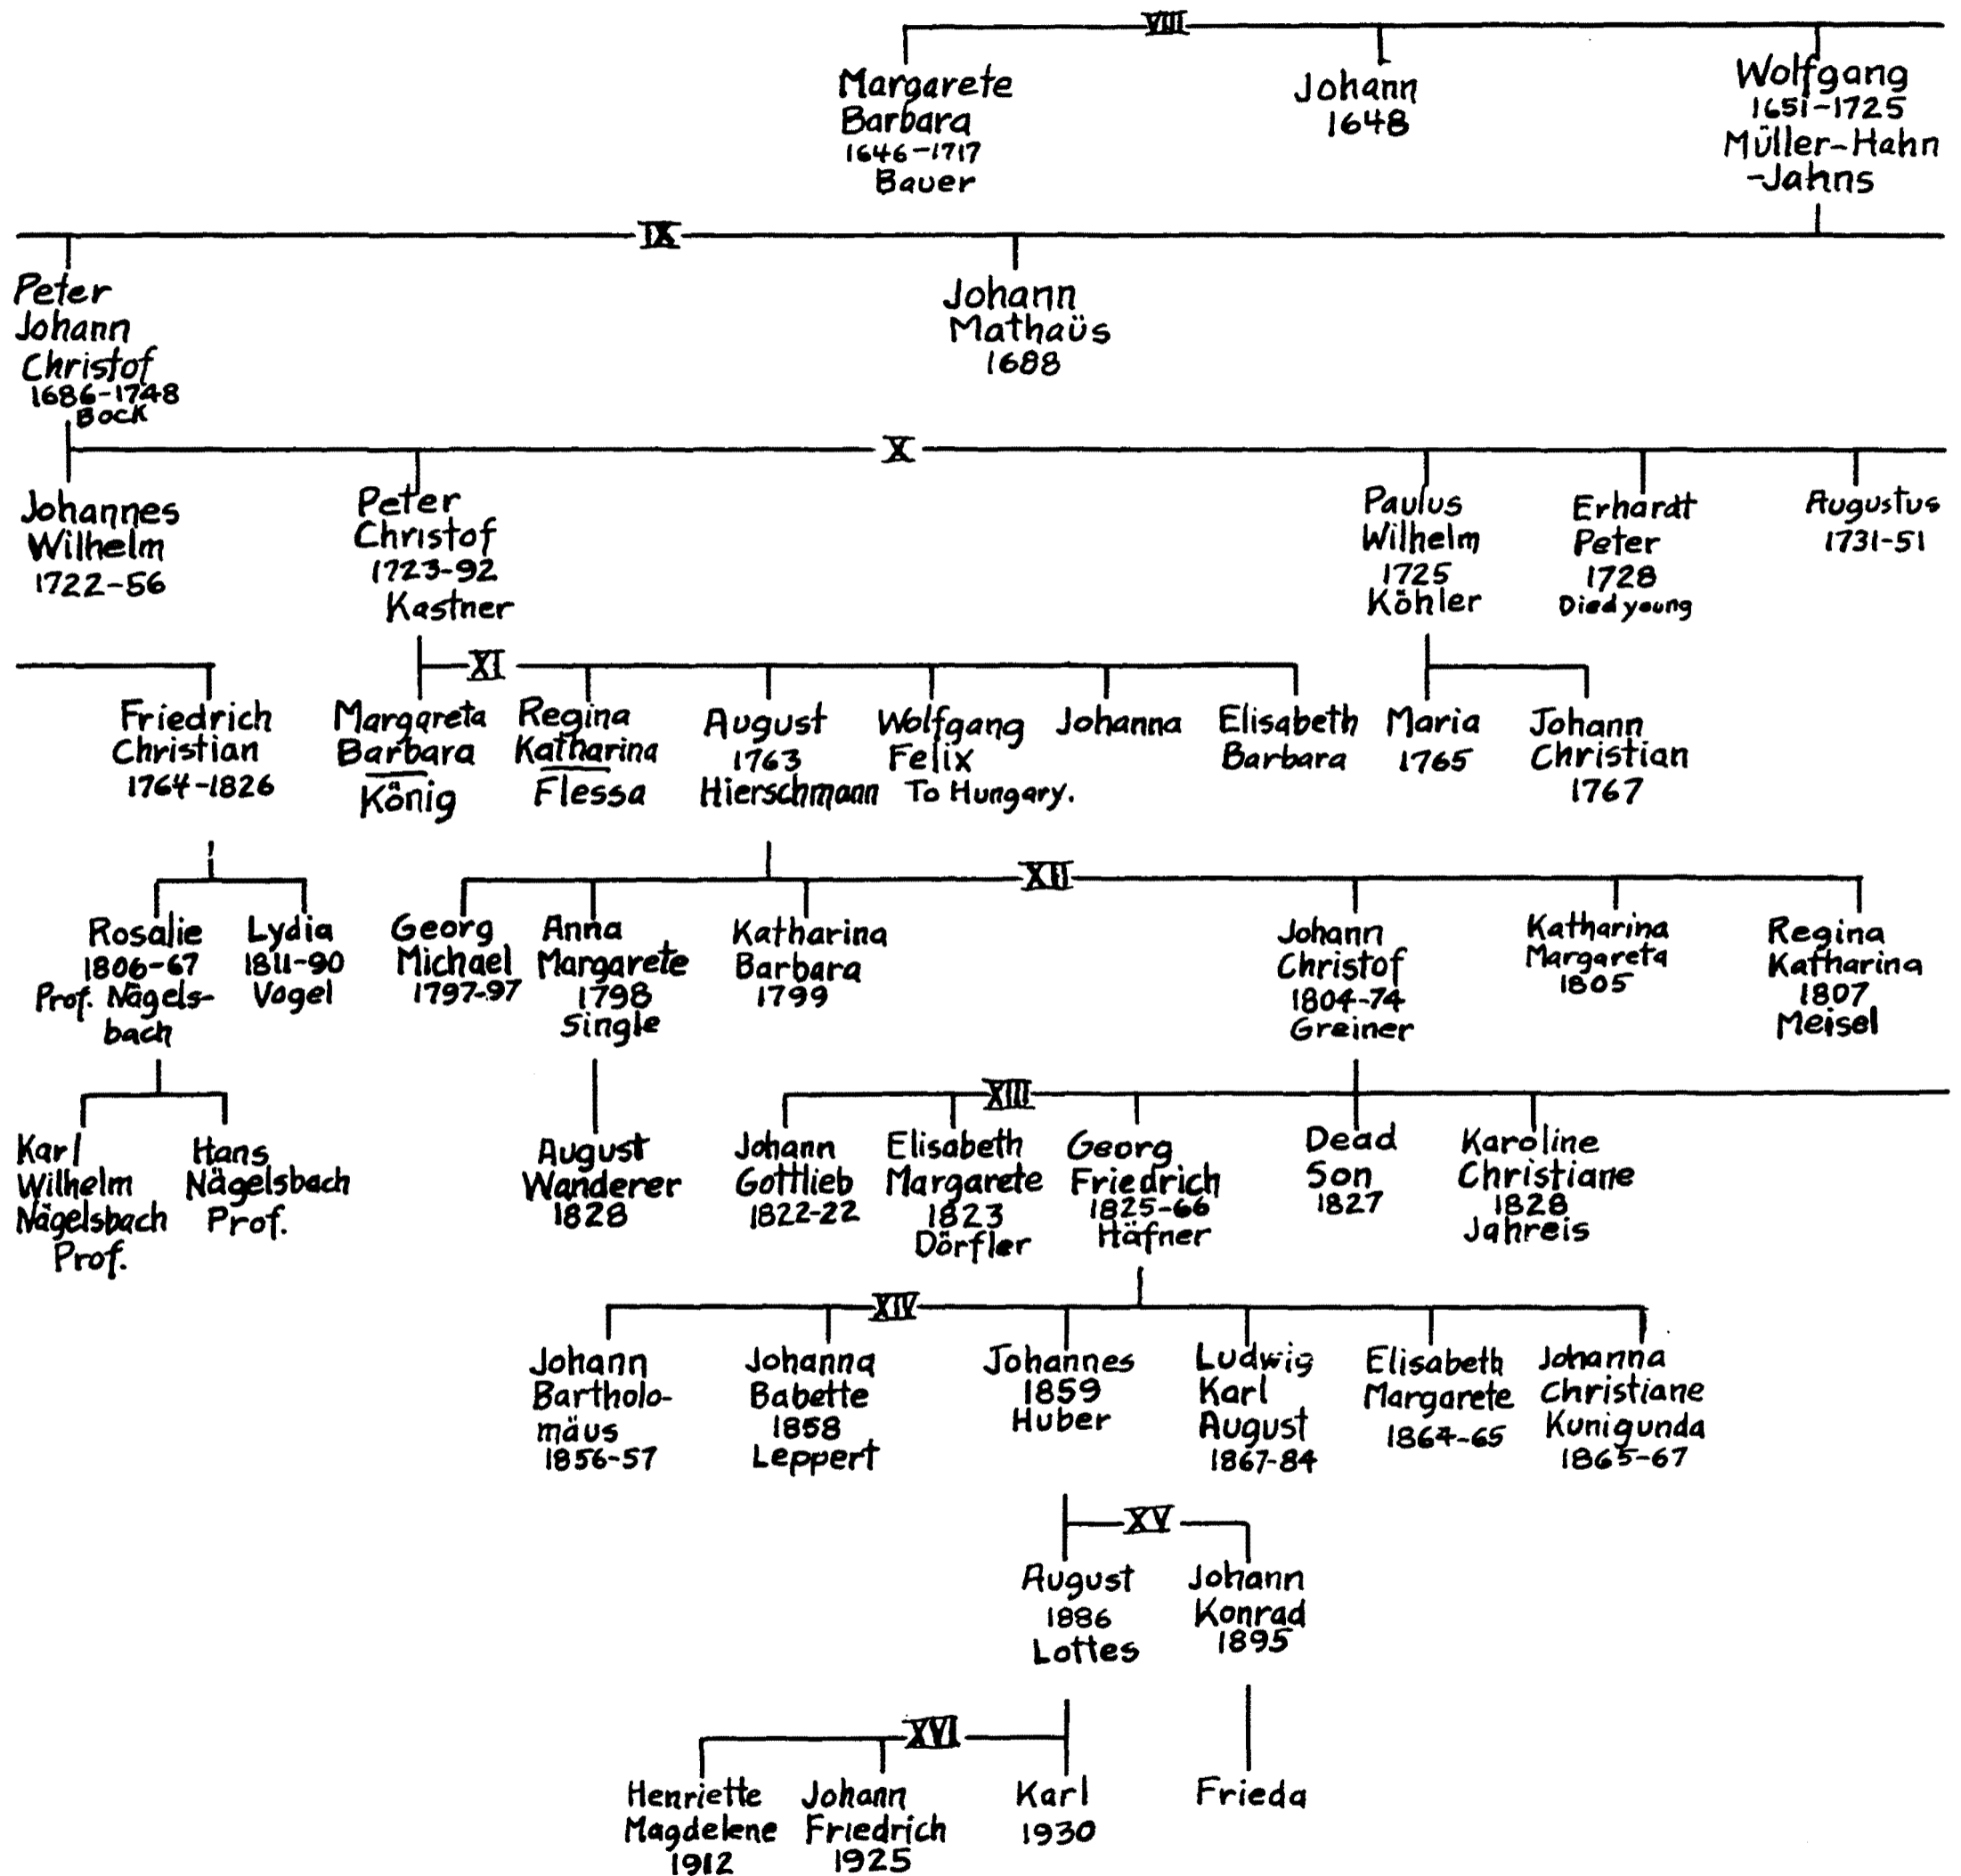 VIII
Margarete
Barbara
1646-1717
Bauer
Johann
1648
Wolfgang
1651-1725
Müller-Hahn
-Jahns
IX
Peter
Johann
Christof
1686-1748
Bock
Johann
Mathaüs
1688
X
Johannes
Wilhelm
1722-56
Peter
Christof
1723-92
Kastner
Paulus
Wilhelm
1725
Köhler
Erhardt
Peter
1728
Died young
Augustus
1731-51
XI
Friedrich
Christian
1764-1826
Margareta
Barbara
König
Regina
Katharina
Flessa
August
1763
Hierschmann
Wolfgang
Felix
To Hungary.
Johanna
Elisabeth
Barbara
Maria
1765
Johann
Christian
1767
XII
Rosalie
1806-67
Prof. Nägels-
bach
Lydia
1811-90
Vogel
Georg
Michael
1797-97
Anna
Margarete
1798
Single
Katharina
Barbara
1799
Johann
Christof
1804-74
Greiner
Katharina
Margareta
1805
Regina
Katharina
1807
Meisel
XIII
Karl
Wilhelm
Nägelsbach
Prof.
Hans
Nägelsbach
Prof.
August
Wanderer
1828
Johann
Gottlieb
1822-22
Elisabeth
Margarete
1823
Dörfler
Georg
Friedrich
1825-66
Häfner
Dead
Son
1827
Karoline
Christiane
1828
Jahreis
XIV
Johann
Bartholo-
mäus
1856-57
Johanna
Babette
1858
Leppert
Johannes
1859
Huber
Ludwig
Karl
August
1867-84
Elisabeth
Margarete
1864-65
Johanna
Christiane
Kunigunda
1865-67
XV
August
1886
Lottes
Johann
Konrad
1895
XVI
Henriette
Magdelene
1912
Johann
Friedrich
1925
Karl
1930
Frieda